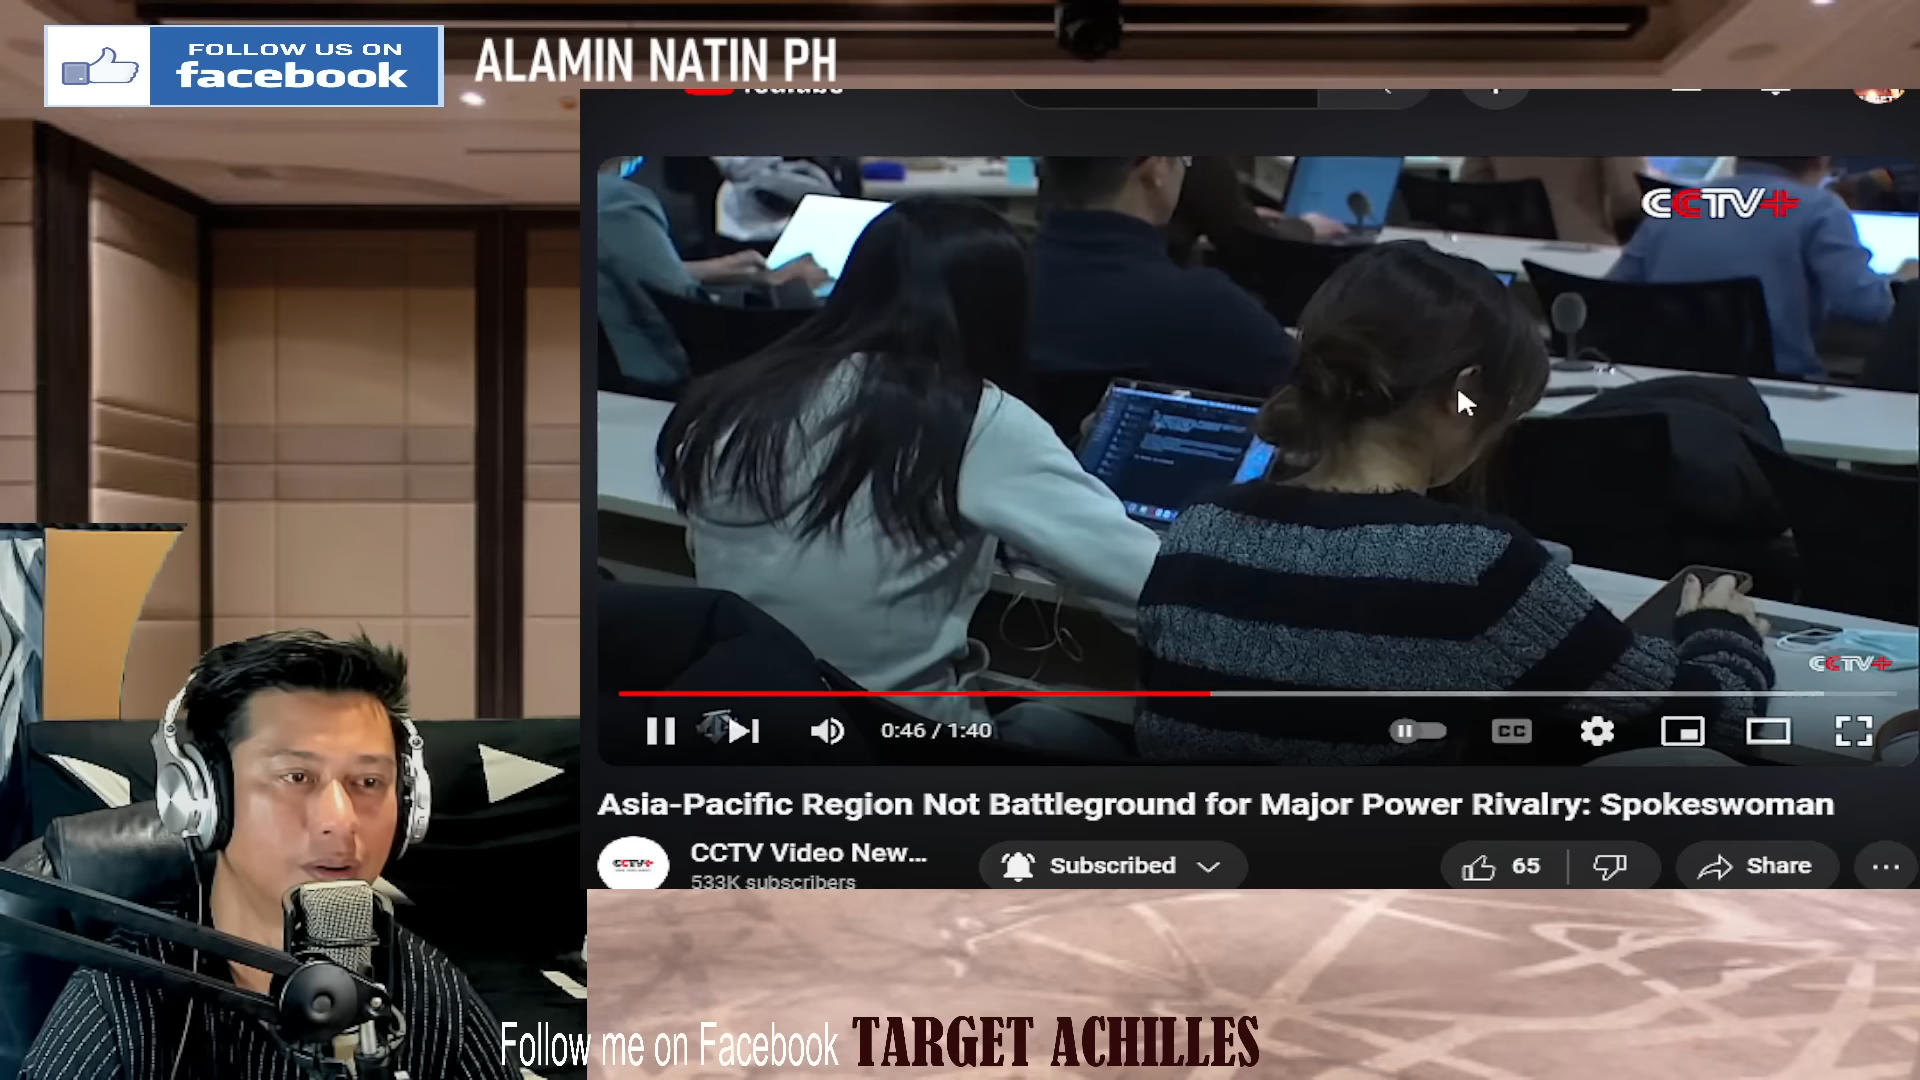 FOLLOW US ON
facebook
ALAMIN NATIN PH
CCTV+
CCTV+
0:46 / 1:40
CC
Asia-Pacific Region Not Battleground for Major Power Rivalry: Spokeswoman
CCTV+
CCTV Video New...
533K subscribers
Subscribed
65
Share
Follow me on Facebook TARGET ACHILLES